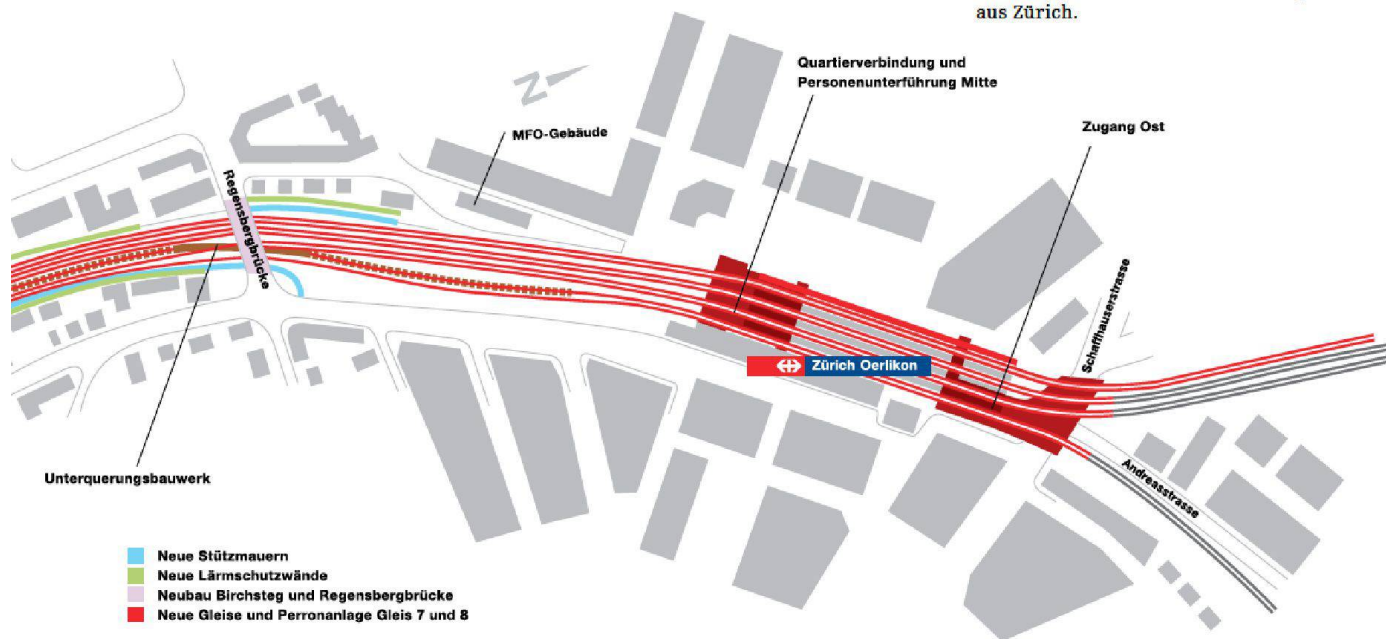 aus Zürich.
Quartierverbindung und
Personenunterführung Mitte
Zugang Ost
N
MFO-Gebäude
Regensbergbrücke
Schaffhauserstrasse
Zürich Oerlikon
Unterquerungsbauwerk
Andreasstrasse
Neue Stützmauern
Neue Lärmschutzwände
Neubau Birchsteg und Regensbergbrücke
Neue Gleise und Perronanlage Gleis 7 und 8